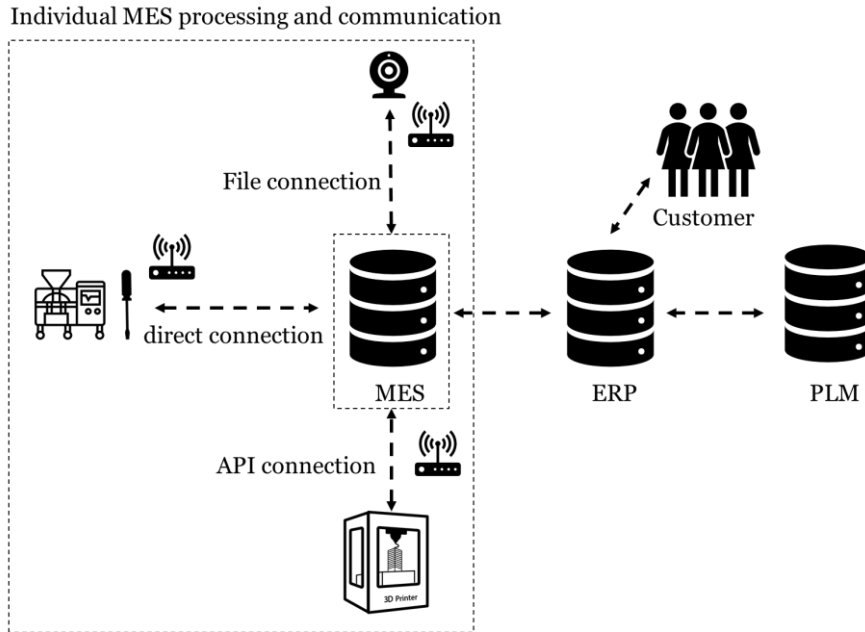 Individual MES processing and communication
File connection
Customer
direct connection
MES
ERP
PLM
API connection
3D Printer